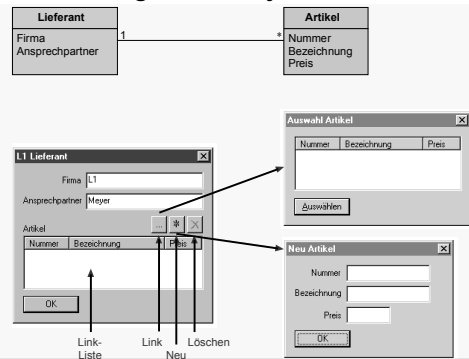 Lieferant
Firma
Ansprechpartner
1
*
Artikel
Nummer
Bezeichnung
Preis
Auswahl Artikel
Nummer Bezeichnung Preis
Auswählen
L1 Lieferant
Firma L1
Ansprechpartner Meyer
Artikel ... * X
Nummer Bezeichnung Preis
OK
Neu Artikel
Nummer
Bezeichnung
Preis
OK
Link-
Liste
Link
Neu
Löschen